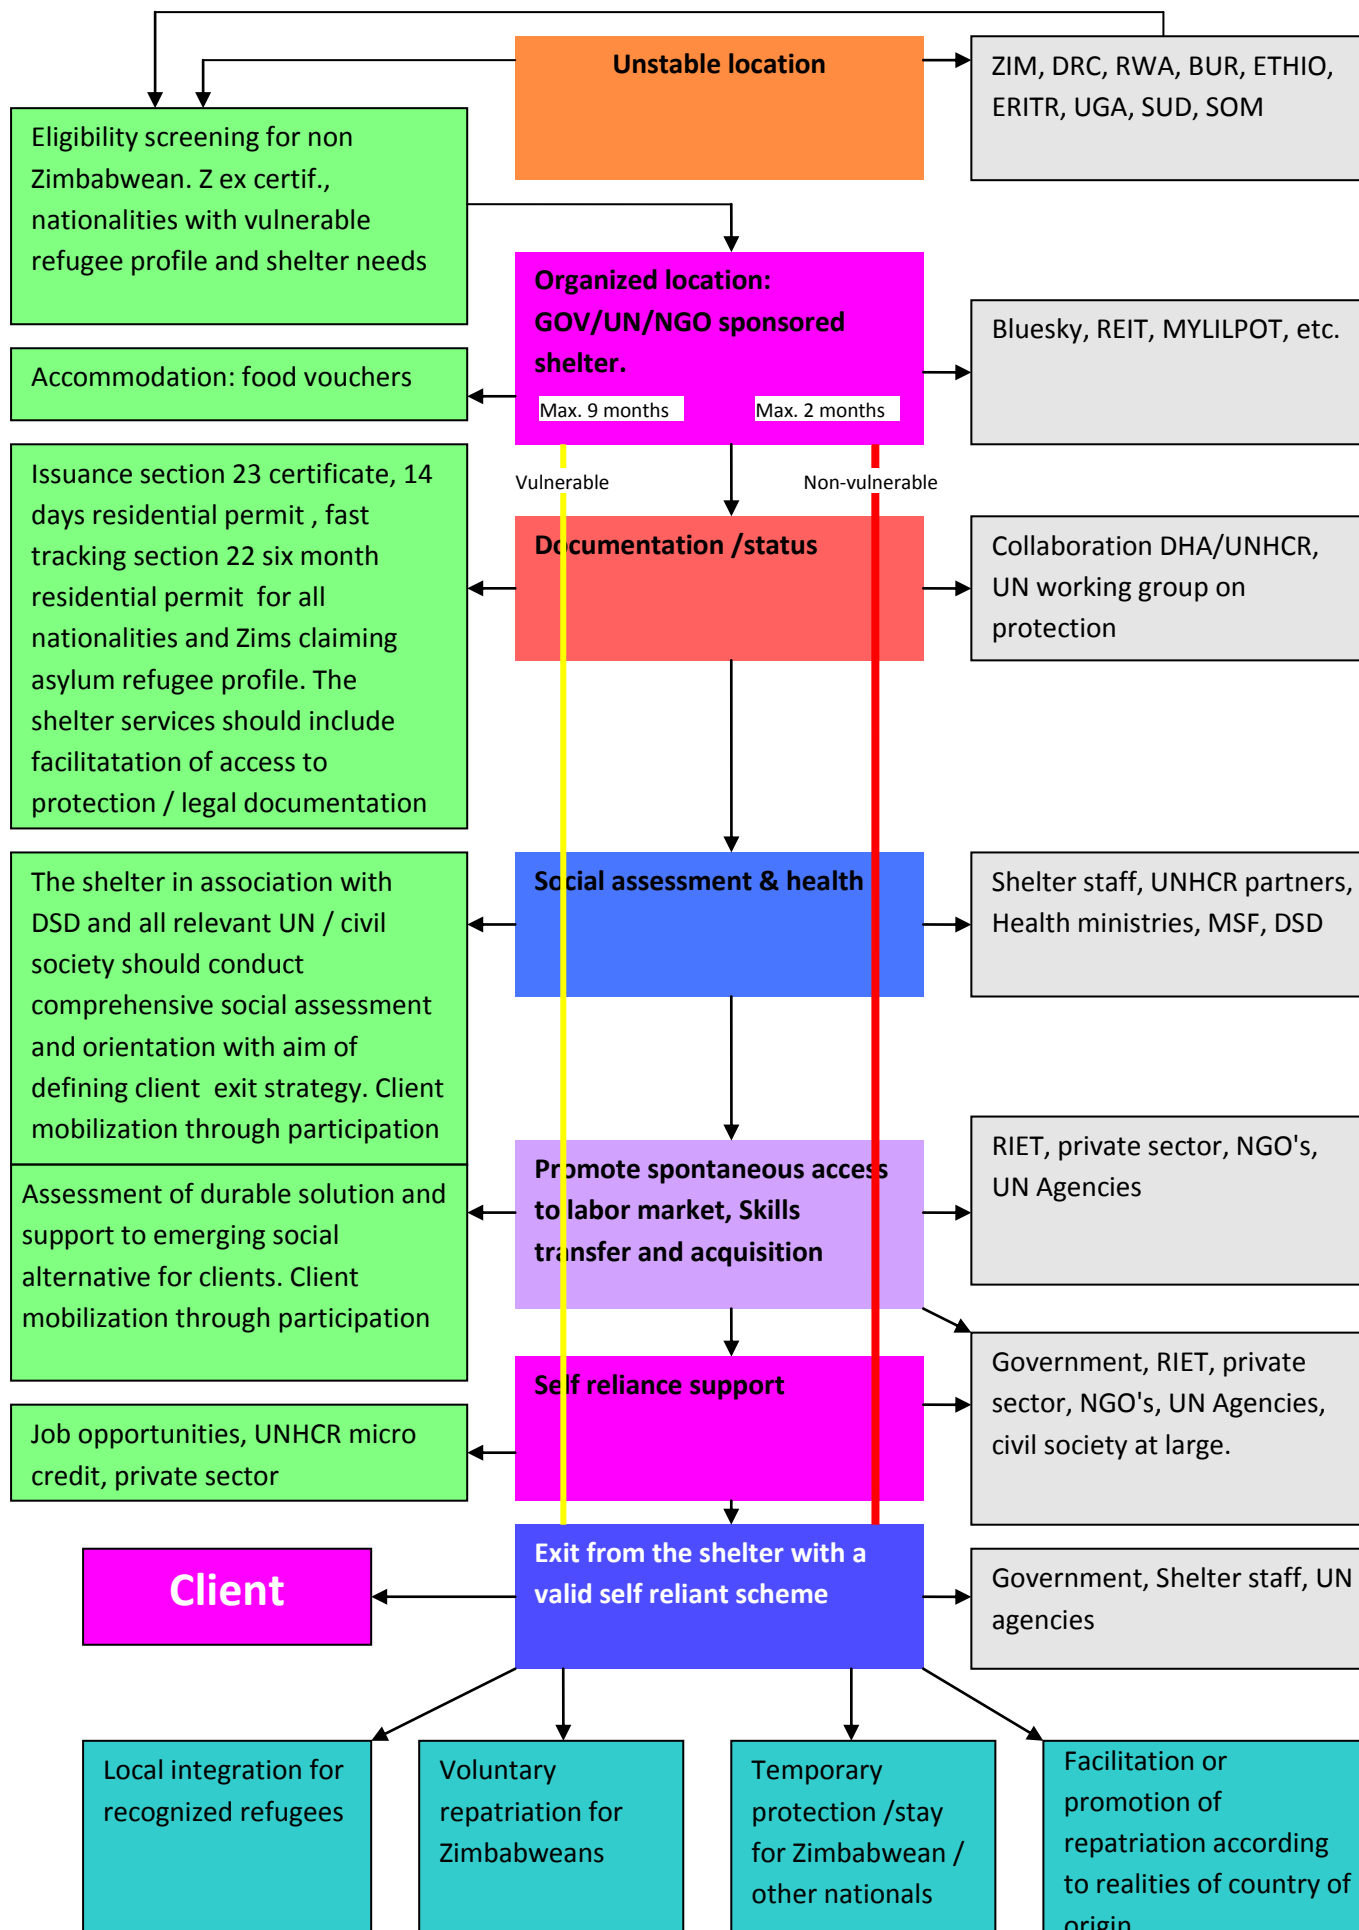 Unstable location
ZIM, DRC, RWA, BUR, ETHIO,
ERITR, UGA, SUD, SOM
Eligibility screening for non
Zimbabwean. Z ex certif.,
nationalities with vulnerable
refugee profile and shelter needs
Organized location:
GOV/UN/NGO sponsored
shelter.
Max. 9 months
Max. 2 months
Bluesky, REIT, MYLILPOT, etc.
Accommodation: food vouchers
Vulnerable
Non-vulnerable
Issuance section 23 certificate, 14
days residential permit , fast
tracking section 22 six month
residential permit  for all
nationalities and Zims claiming
asylum refugee profile. The
shelter services should include
facilitatation of access to
protection / legal documentation
Documentation /status
Collaboration DHA/UNHCR,
UN working group on
protection
The shelter in association with
DSD and all relevant UN / civil
society should conduct
comprehensive social assessment
and orientation with aim of
defining client  exit strategy. Client
mobilization through participation
Social assessment & health
Shelter staff, UNHCR partners,
Health ministries, MSF, DSD
Assessment of durable solution and
support to emerging social
alternative for clients. Client
mobilization through participation
Promote spontaneous access
to labor market, Skills
transfer and acquisition
RIET, private sector, NGO's,
UN Agencies
Self reliance support
Government, RIET, private
sector, NGO's, UN Agencies,
civil society at large.
Job opportunities, UNHCR micro
credit, private sector
Client
Exit from the shelter with a
valid self reliant scheme
Government, Shelter staff, UN
agencies
Local integration for
recognized refugees
Voluntary
repatriation for
Zimbabweans
Temporary
protection /stay
for Zimbabwean /
other nationals
Facilitation or
promotion of
repatriation according
to realities of country of
origin